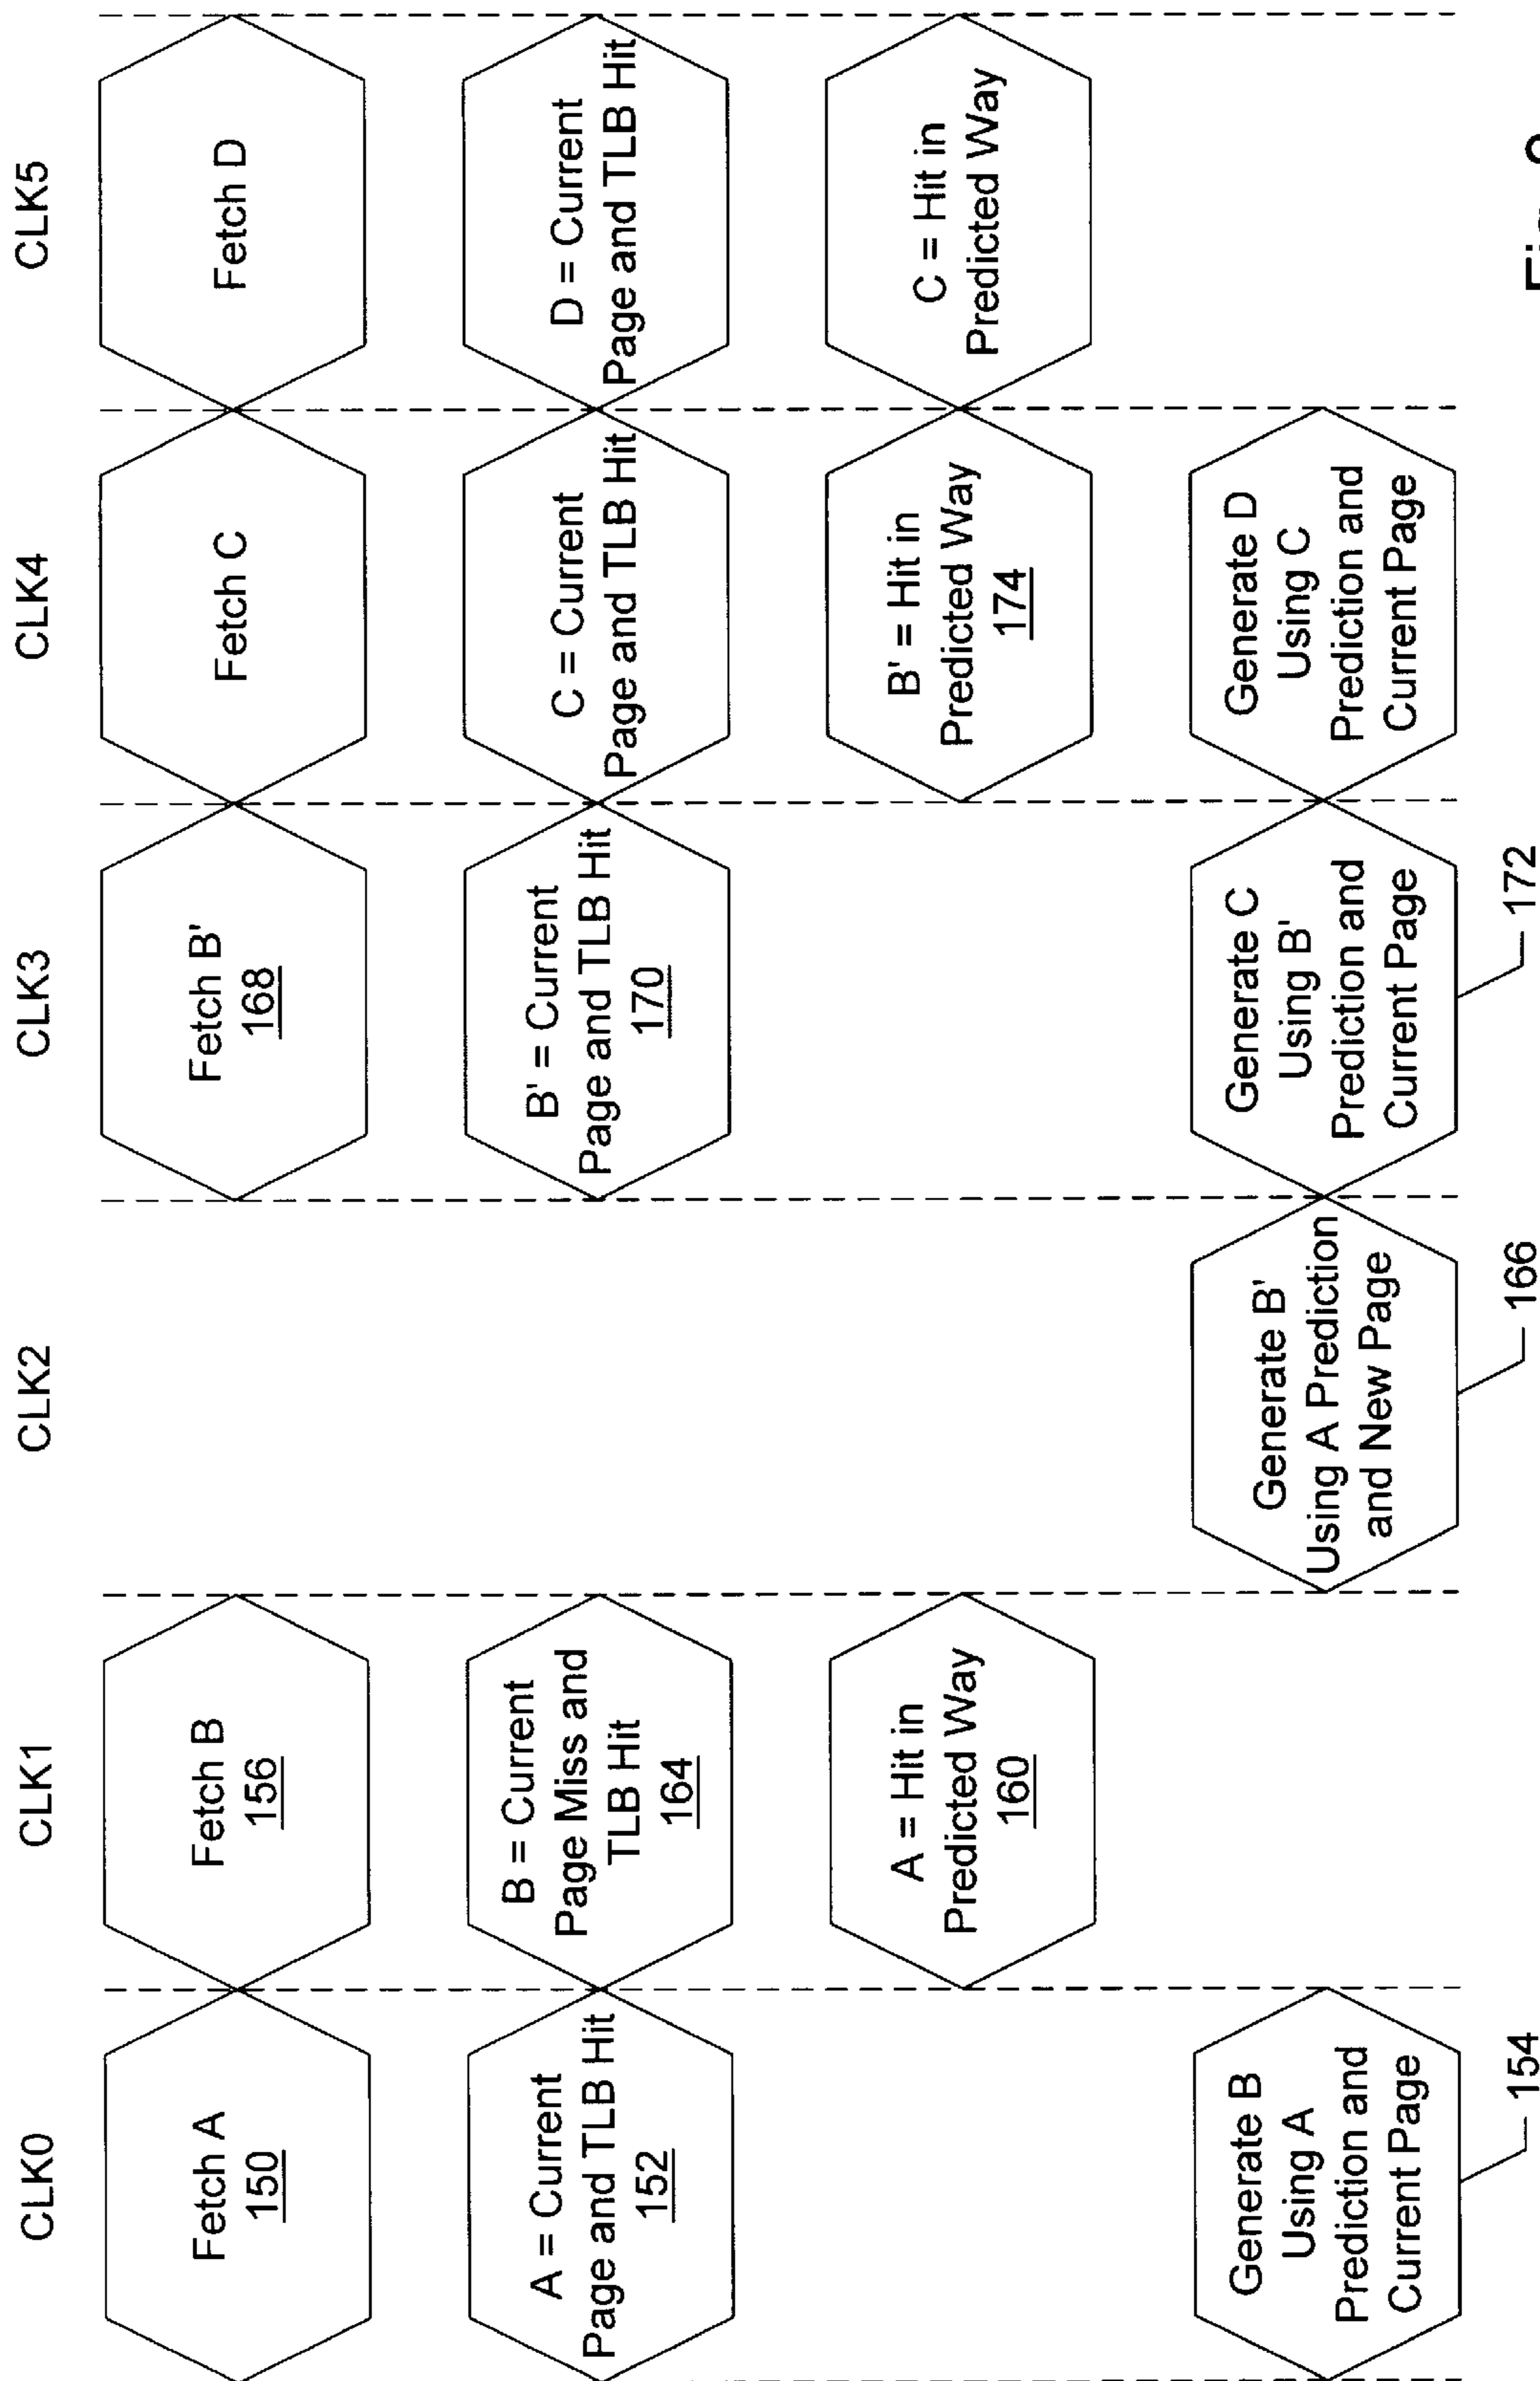 CLK0
CLK1
CLK2
CLK3
CLK4
CLK5
Fetch A
150
Fetch B
156
Fetch B'
168
Fetch C
Fetch D
A = Current
Page and TLB Hit
152
B = Current
Page Miss and
TLB Hit
164
B' = Current
Page and TLB Hit
170
C = Current
Page and TLB Hit
D = Current
Page and TLB Hit
A = Hit in
Predicted Way
160
B' = Hit in
Predicted Way
174
C = Hit in
Predicted Way
Generate B
Using A
Prediction and
Current Page
154
Generate B'
Using A Prediction
and New Page
166
Generate C
Using B'
Prediction and
Current Page
172
Generate D
Using C
Prediction and
Current Page
Fig.